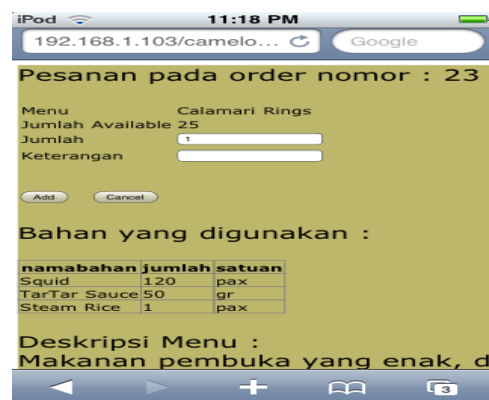 iPod 11:18 PM
192.168.1.103/camelo... Google
Pesanan pada order nomor : 23
Menu Calamari Rings
Jumlah Available 25
Jumlah 1
Keterangan
Add Cancel
Bahan yang digunakan :
namabahan jumlah satuan
Squid 120 pax
TarTar Sauce 50 gr
Steam Rice 1 pax
Deskripsi Menu :
Makanan pembuka yang enak, d
3